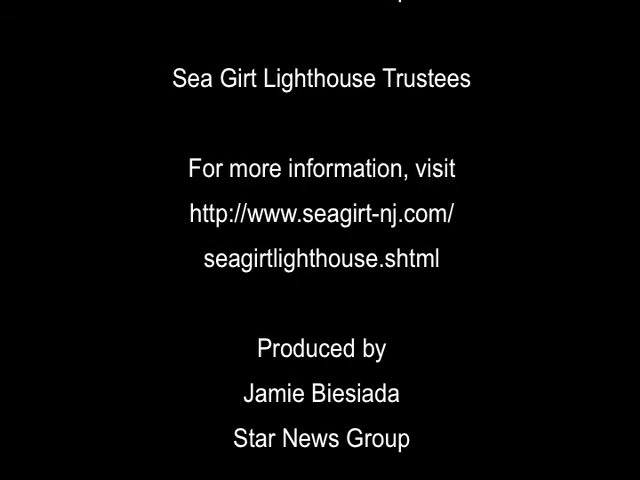 Sea Girt Lighthouse Trustees
For more information, visit
http://www.seagirt-nj.com/
seagirtlighthouse.shtml
Produced by
Jamie Biesiada
Star News Group